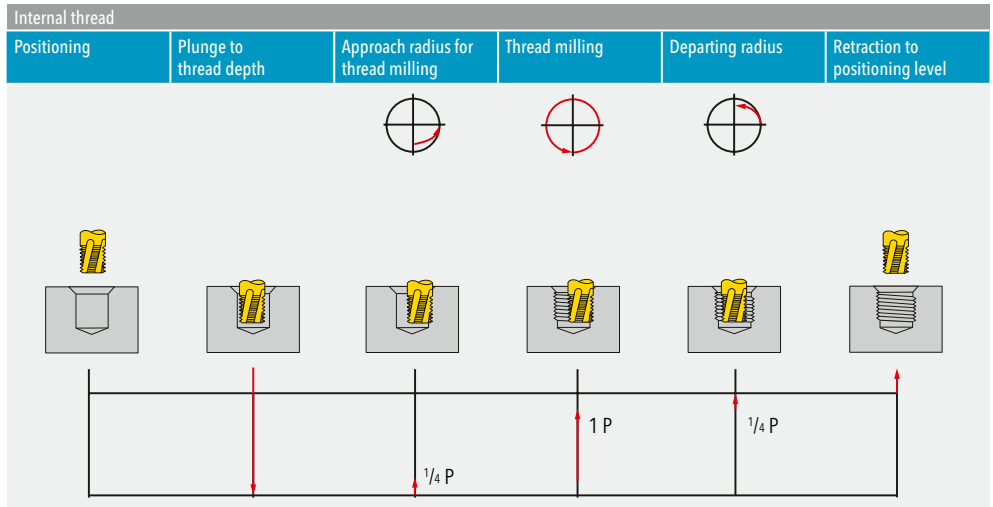 Internal thread
Positioning
Plunge to
thread depth
Approach radius for
thread milling
Thread milling
Departing radius
Retraction to
positioning level
1/4 P
1 P
1/4 P